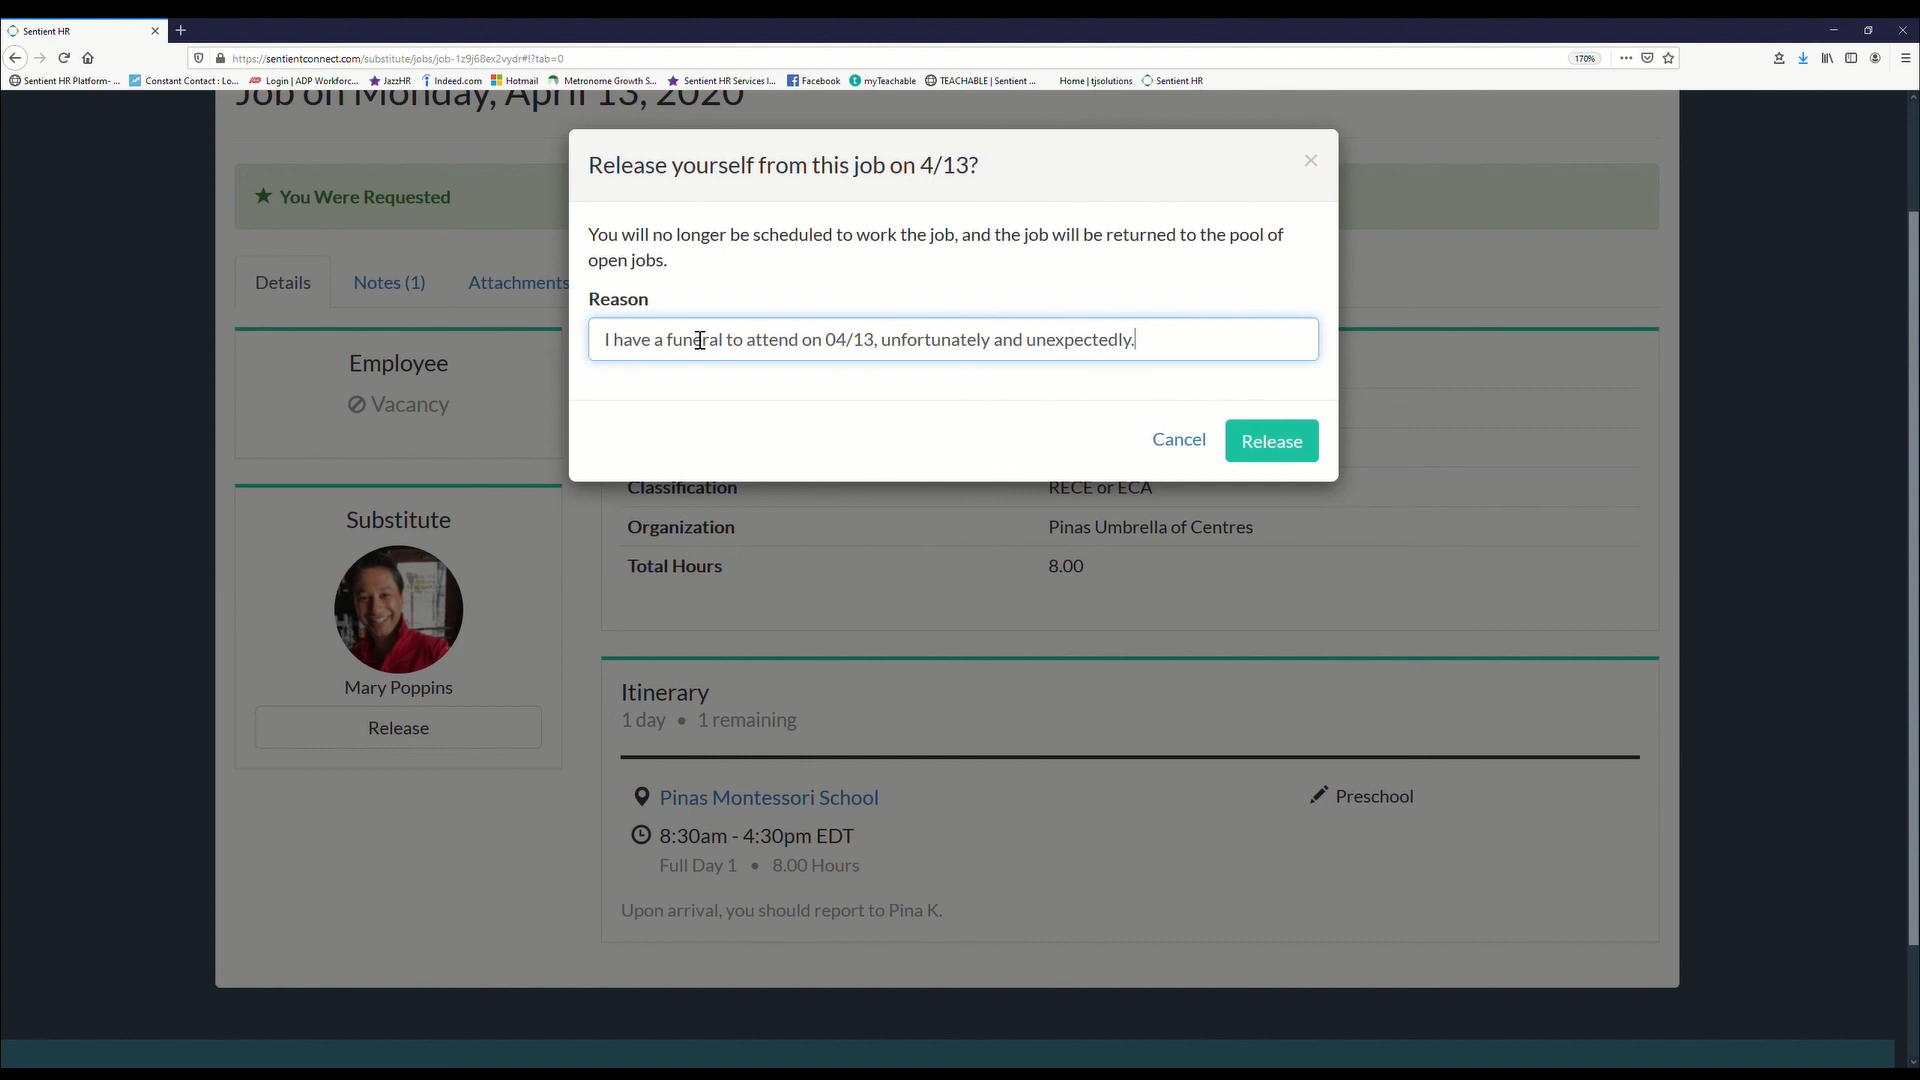 Sentient HR
https://sentientconnect.com/substitute/jobs/job-1z9j68ex2vydr#!?tab=0
170%
Sentient HR Platform- ...
Constant Contact : Lo...
Login | ADP Workforc...
JazzHR
Indeed.com
Hotmail
Metronome Growth S...
Sentient HR Services I...
Facebook
myTeachable
TEACHABLE | Sentient ...
Home | tjsolutions
Sentient HR
Job on Monday, April 13, 2020
Release yourself from this job on 4/13?
You Were Requested
You will no longer be scheduled to work the job, and the job will be returned to the pool of
open jobs.
Details
Notes (1)
Attachments
Reason
I have a funeral to attend on 04/13, unfortunately and unexpectedly.
Cancel
Release
Employee
Vacancy
Classification
RECE or ECA
Organization
Pinas Umbrella of Centres
Total Hours
8.00
Substitute
Mary Poppins
Release
Itinerary
1 day • 1 remaining
Pinas Montessori School
Preschool
8:30am - 4:30pm EDT
Full Day 1 • 8.00 Hours
Upon arrival, you should report to Pina K.